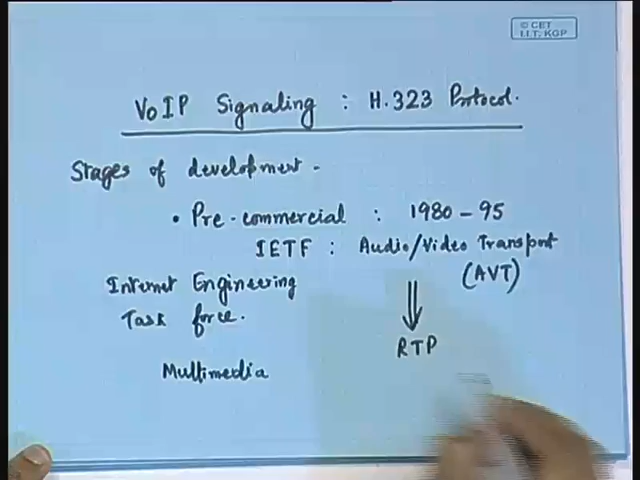 © CET
I.I.T. KGP
VoIP Signaling : H.323 Protocol.
Stages of development.
• Pre-commercial : 1980-95
IETF : Audio/Video Transport
(AVT)
Internet Engineering
Task force.
RTP
Multimedia